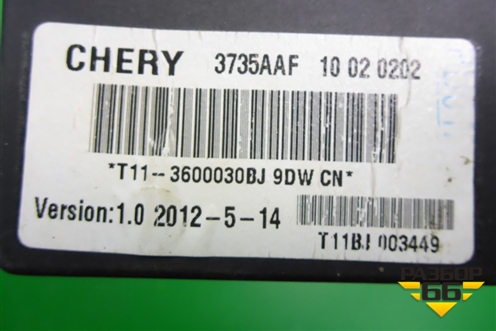 CHERY 3735AAF 10 02 0202
*T11--3600030BJ 9DW CN*
Version:1.0 2012-5-14
T11BJ 003449
РАЗБОР
66